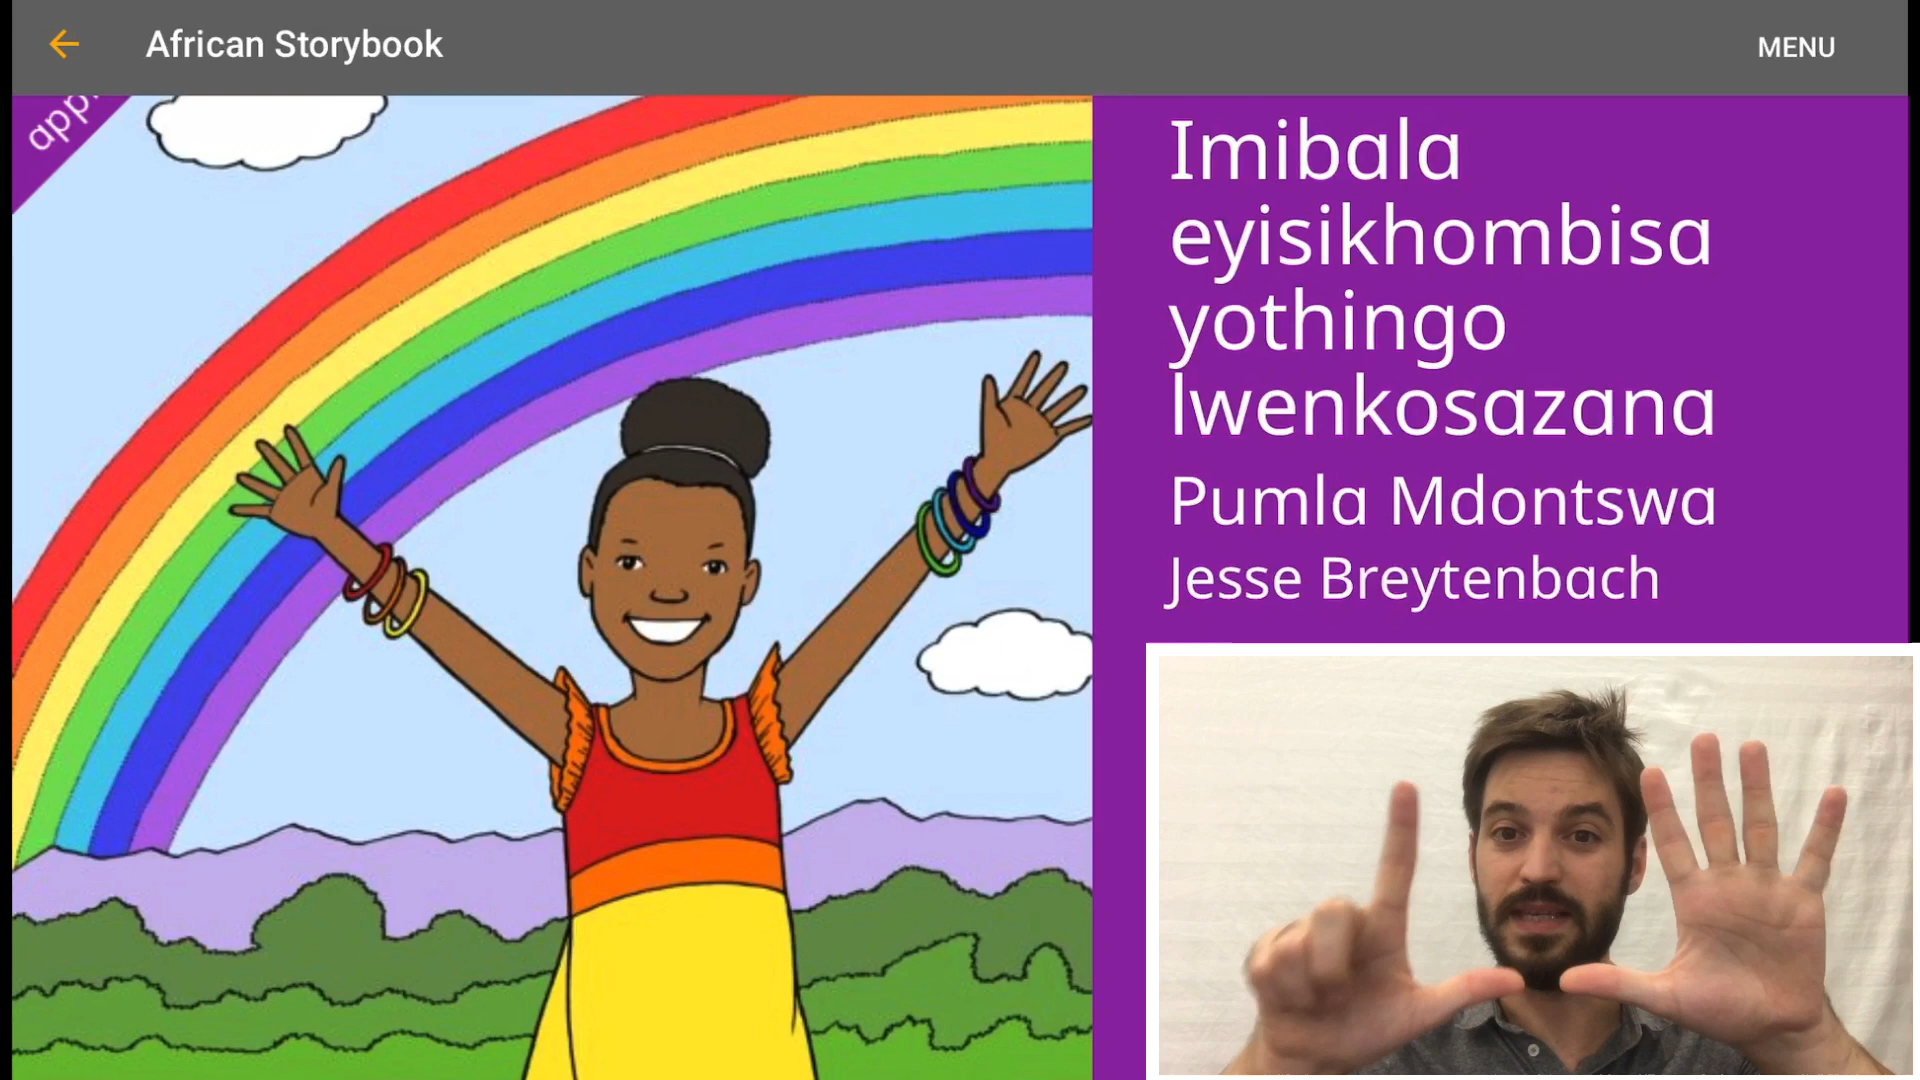 African Storybook
MENU
Imibala
eyisikhombisa
yothingo
lwenkosazana
Pumla Mdontswa
Jesse Breytenbach